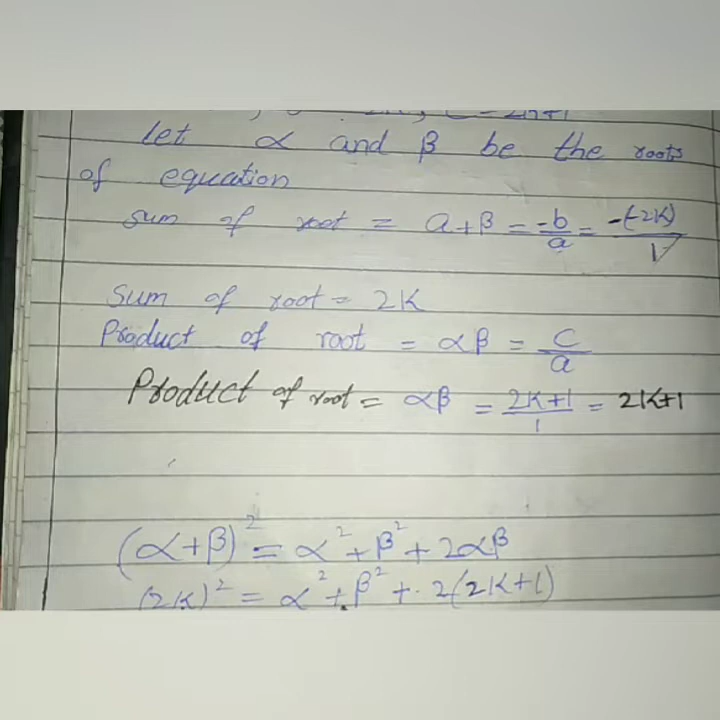 Let α and β be the roots
of equation
sum of root = α+β = -b/a = -(-2K)/1
Sum of root = 2K
Product of root = αβ = C/a
Product of root = αβ = 2K+1/1 = 2K+1
(α+β)² = α²+β²+2αβ
(2K)² = α²+β²+.2(2K+1)